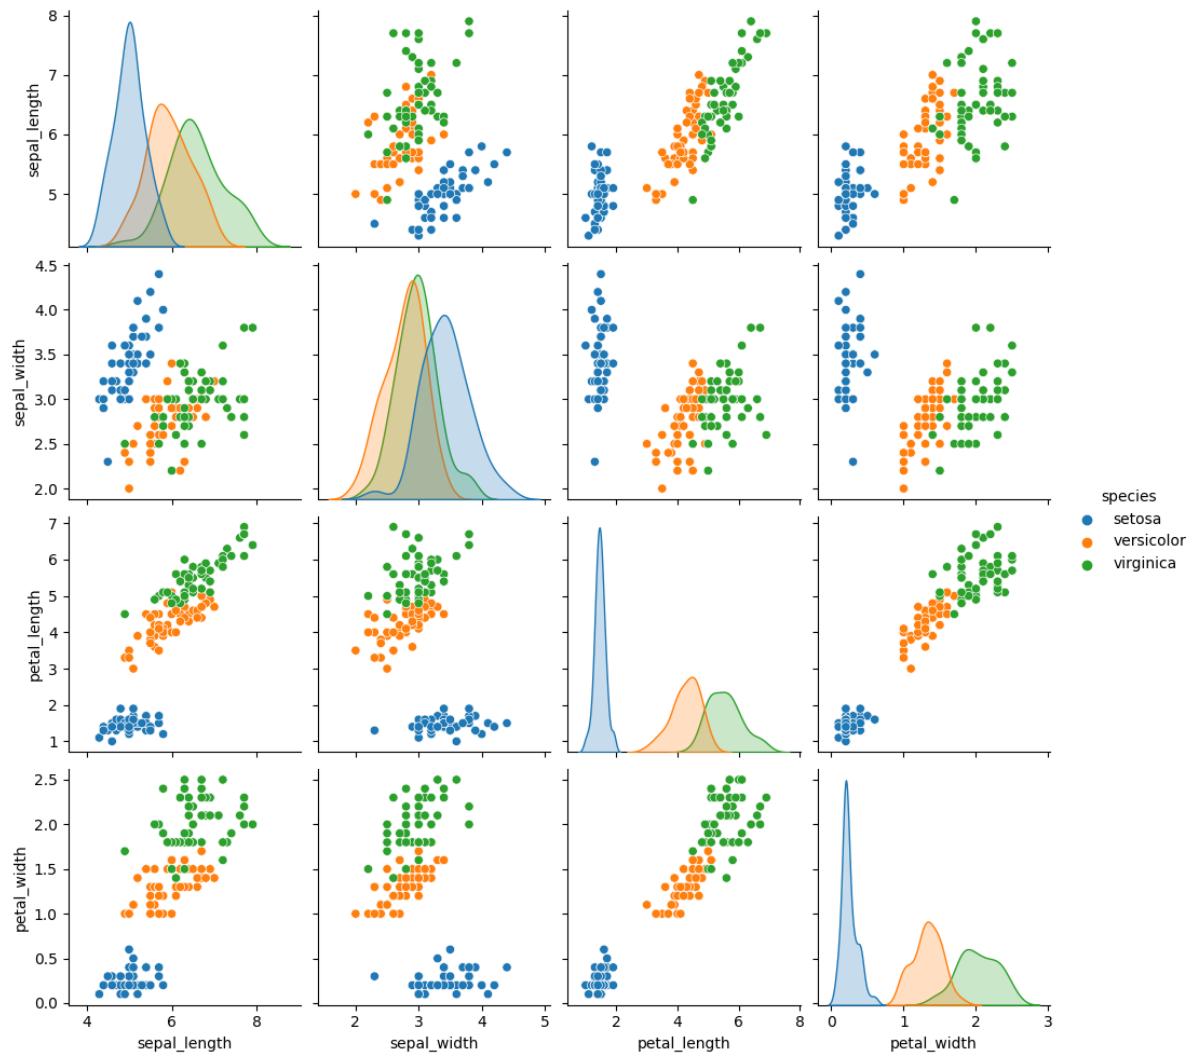 8
7
6
5
sepal_length
4.5
4.0
3.5
3.0
2.5
2.0
sepal_width
species
setosa
versicolor
virginica
7
6
5
4
3
2
1
petal_length
2.5
2.0
1.5
1.0
0.5
0.0
petal_width
4 6 8 2 3 4 5 2 4 6 8 0 1 2 3
sepal_length sepal_width petal_length petal_width